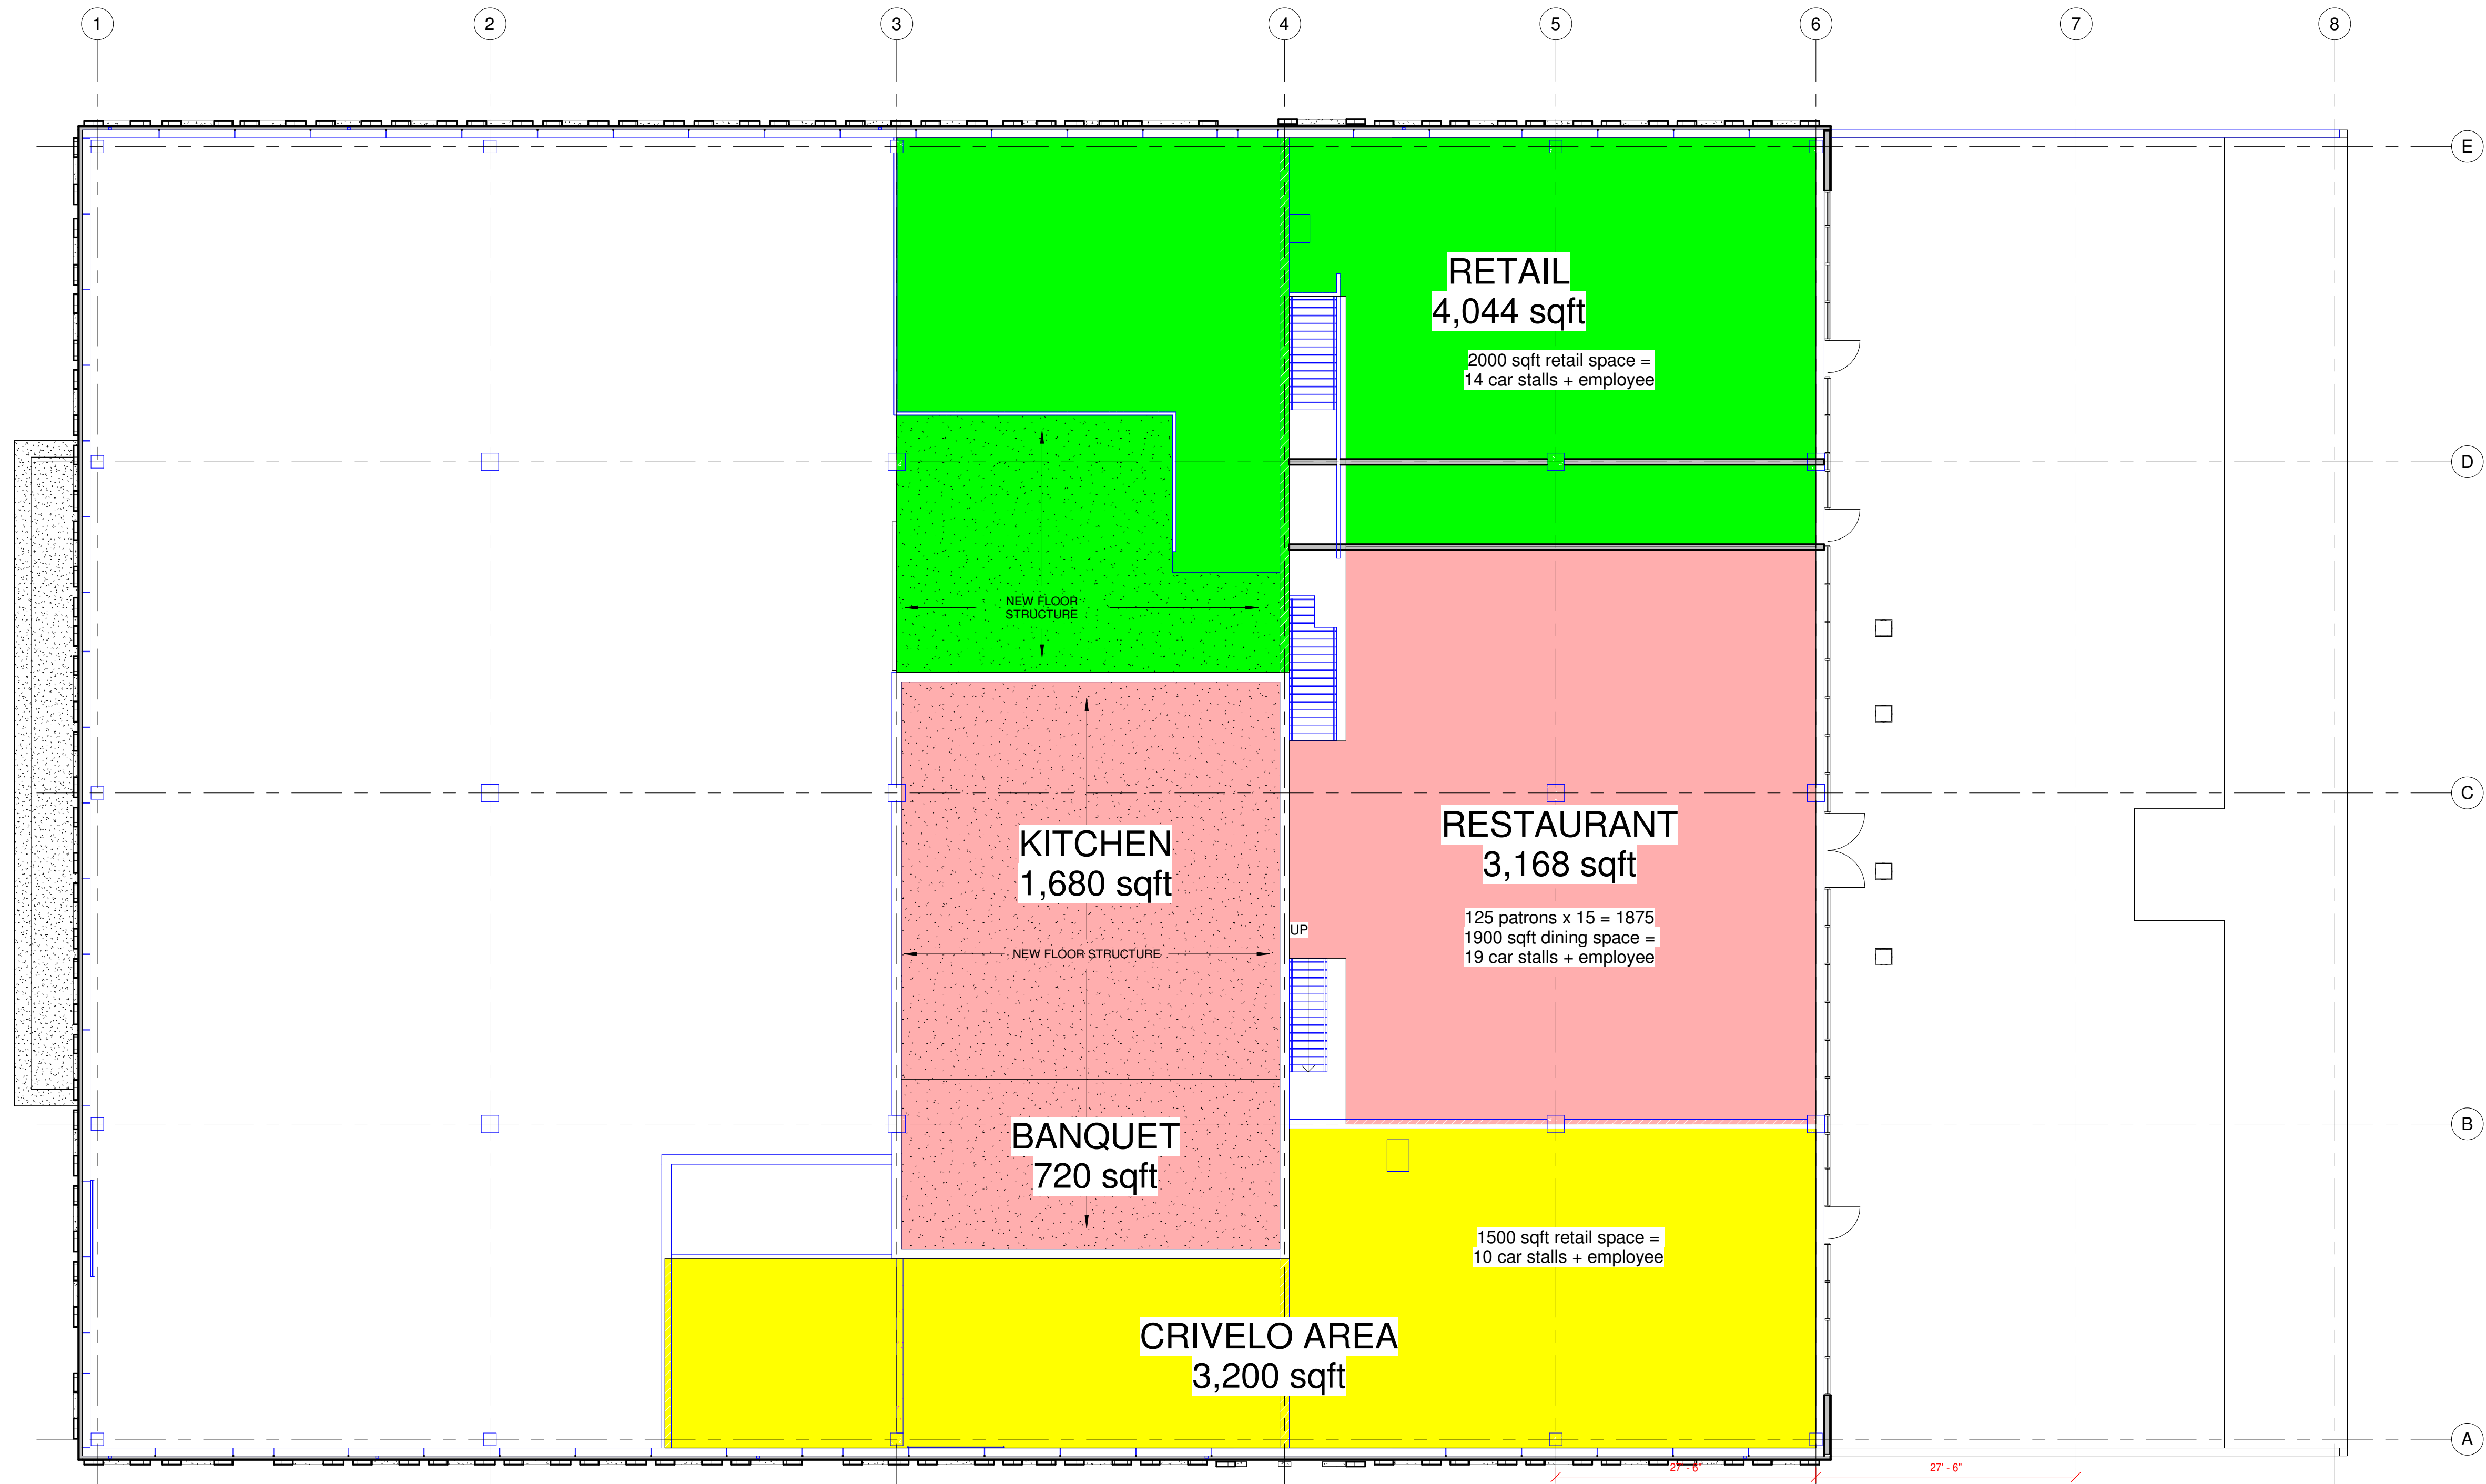 1
2
3
4
5
6
7
8
E
RETAIL
4,044 sqft
2000 sqft retail space =
14 car stalls + employee
D
NEW FLOOR
STRUCTURE
C
KITCHEN
1,680 sqft
RESTAURANT
3,168 sqft
125 patrons x 15 = 1875
1900 sqft dining space =
19 car stalls + employee
UP
NEW FLOOR STRUCTURE
B
BANQUET
720 sqft
1500 sqft retail space =
10 car stalls + employee
CRIVELO AREA
3,200 sqft
A
27' - 6"
27' - 6"